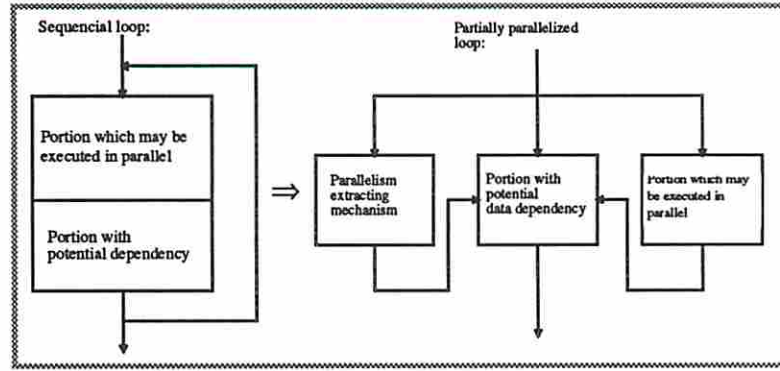 Sequencial loop:
Portion which may be
executed in parallel
Portion with
potential dependency
⇒
Partially parallelized
loop:
Parallelism
extracting
mechanism
Portion with
potential
data dependency
Portion which may
be executed in
parallel